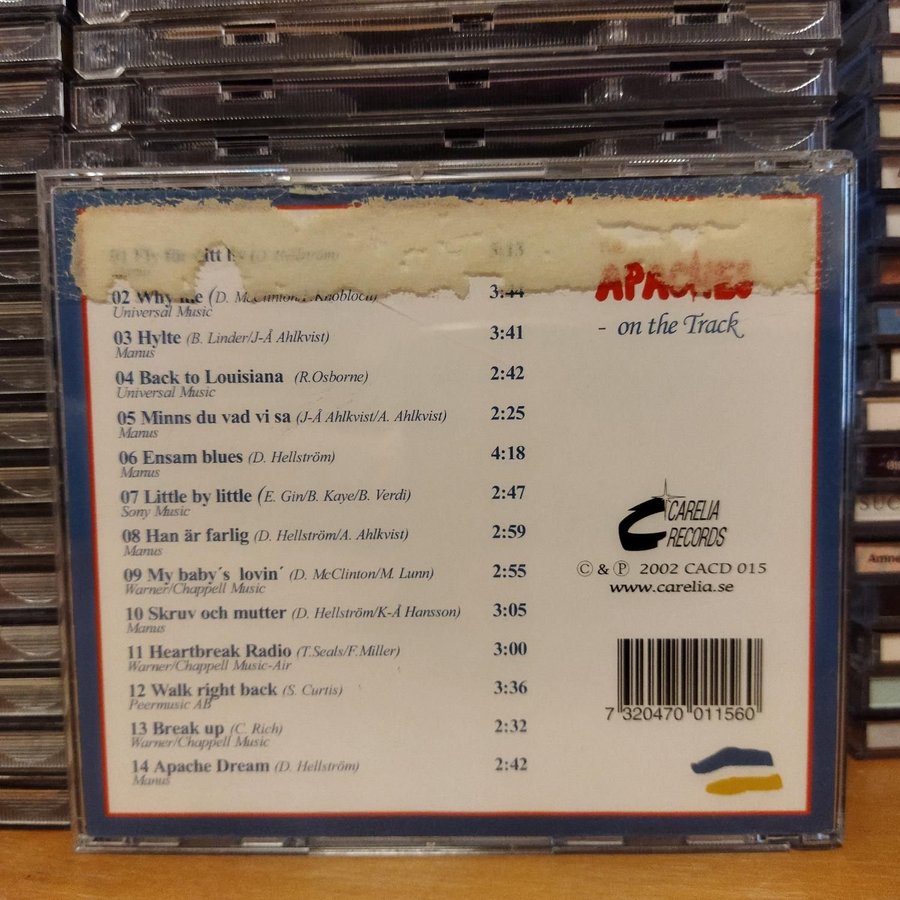 (D. Hellström)
02 Why me (D. McClinton/ Knobloch) 3:44
Universal Music
03 Hylte (B. Linder/J-Å Ahlkvist) 3:41
Manus
04 Back to Louisiana (R.Osborne) 2:42
Universal Music
05 Minns du vad vi sa (J-Å Ahlkvist/A. Ahlkvist) 2:25
Manus
06 Ensam blues (D. Hellström) 4:18
Manus
07 Little by little (E. Gin/B. Kaye/B. Verdi) 2:47
Sony Music
08 Han är farlig (D. Hellström/A. Ahlkvist) 2:59
Manus
09 My baby´s lovin´ (D. McClinton/M. Lunn) 2:55
Warner/Chappell Music
10 Skruv och mutter (D. Hellström/K-Å Hansson) 3:05
Manus
11 Heartbreak Radio (T.Seals/F.Miller) 3:00
Warner/Chappell Music-Air
12 Walk right back (S. Curtis) 3:36
Peermusic AB
13 Break up (C. Rich) 2:32
Warner/Chappell Music
14 Apache Dream (D. Hellström) 2:42
Manus
APACHES
- on the Track
CARELIA
RECORDS
© & ℗ 2002 CACD 015
www.carelia.se
7 320470 011560